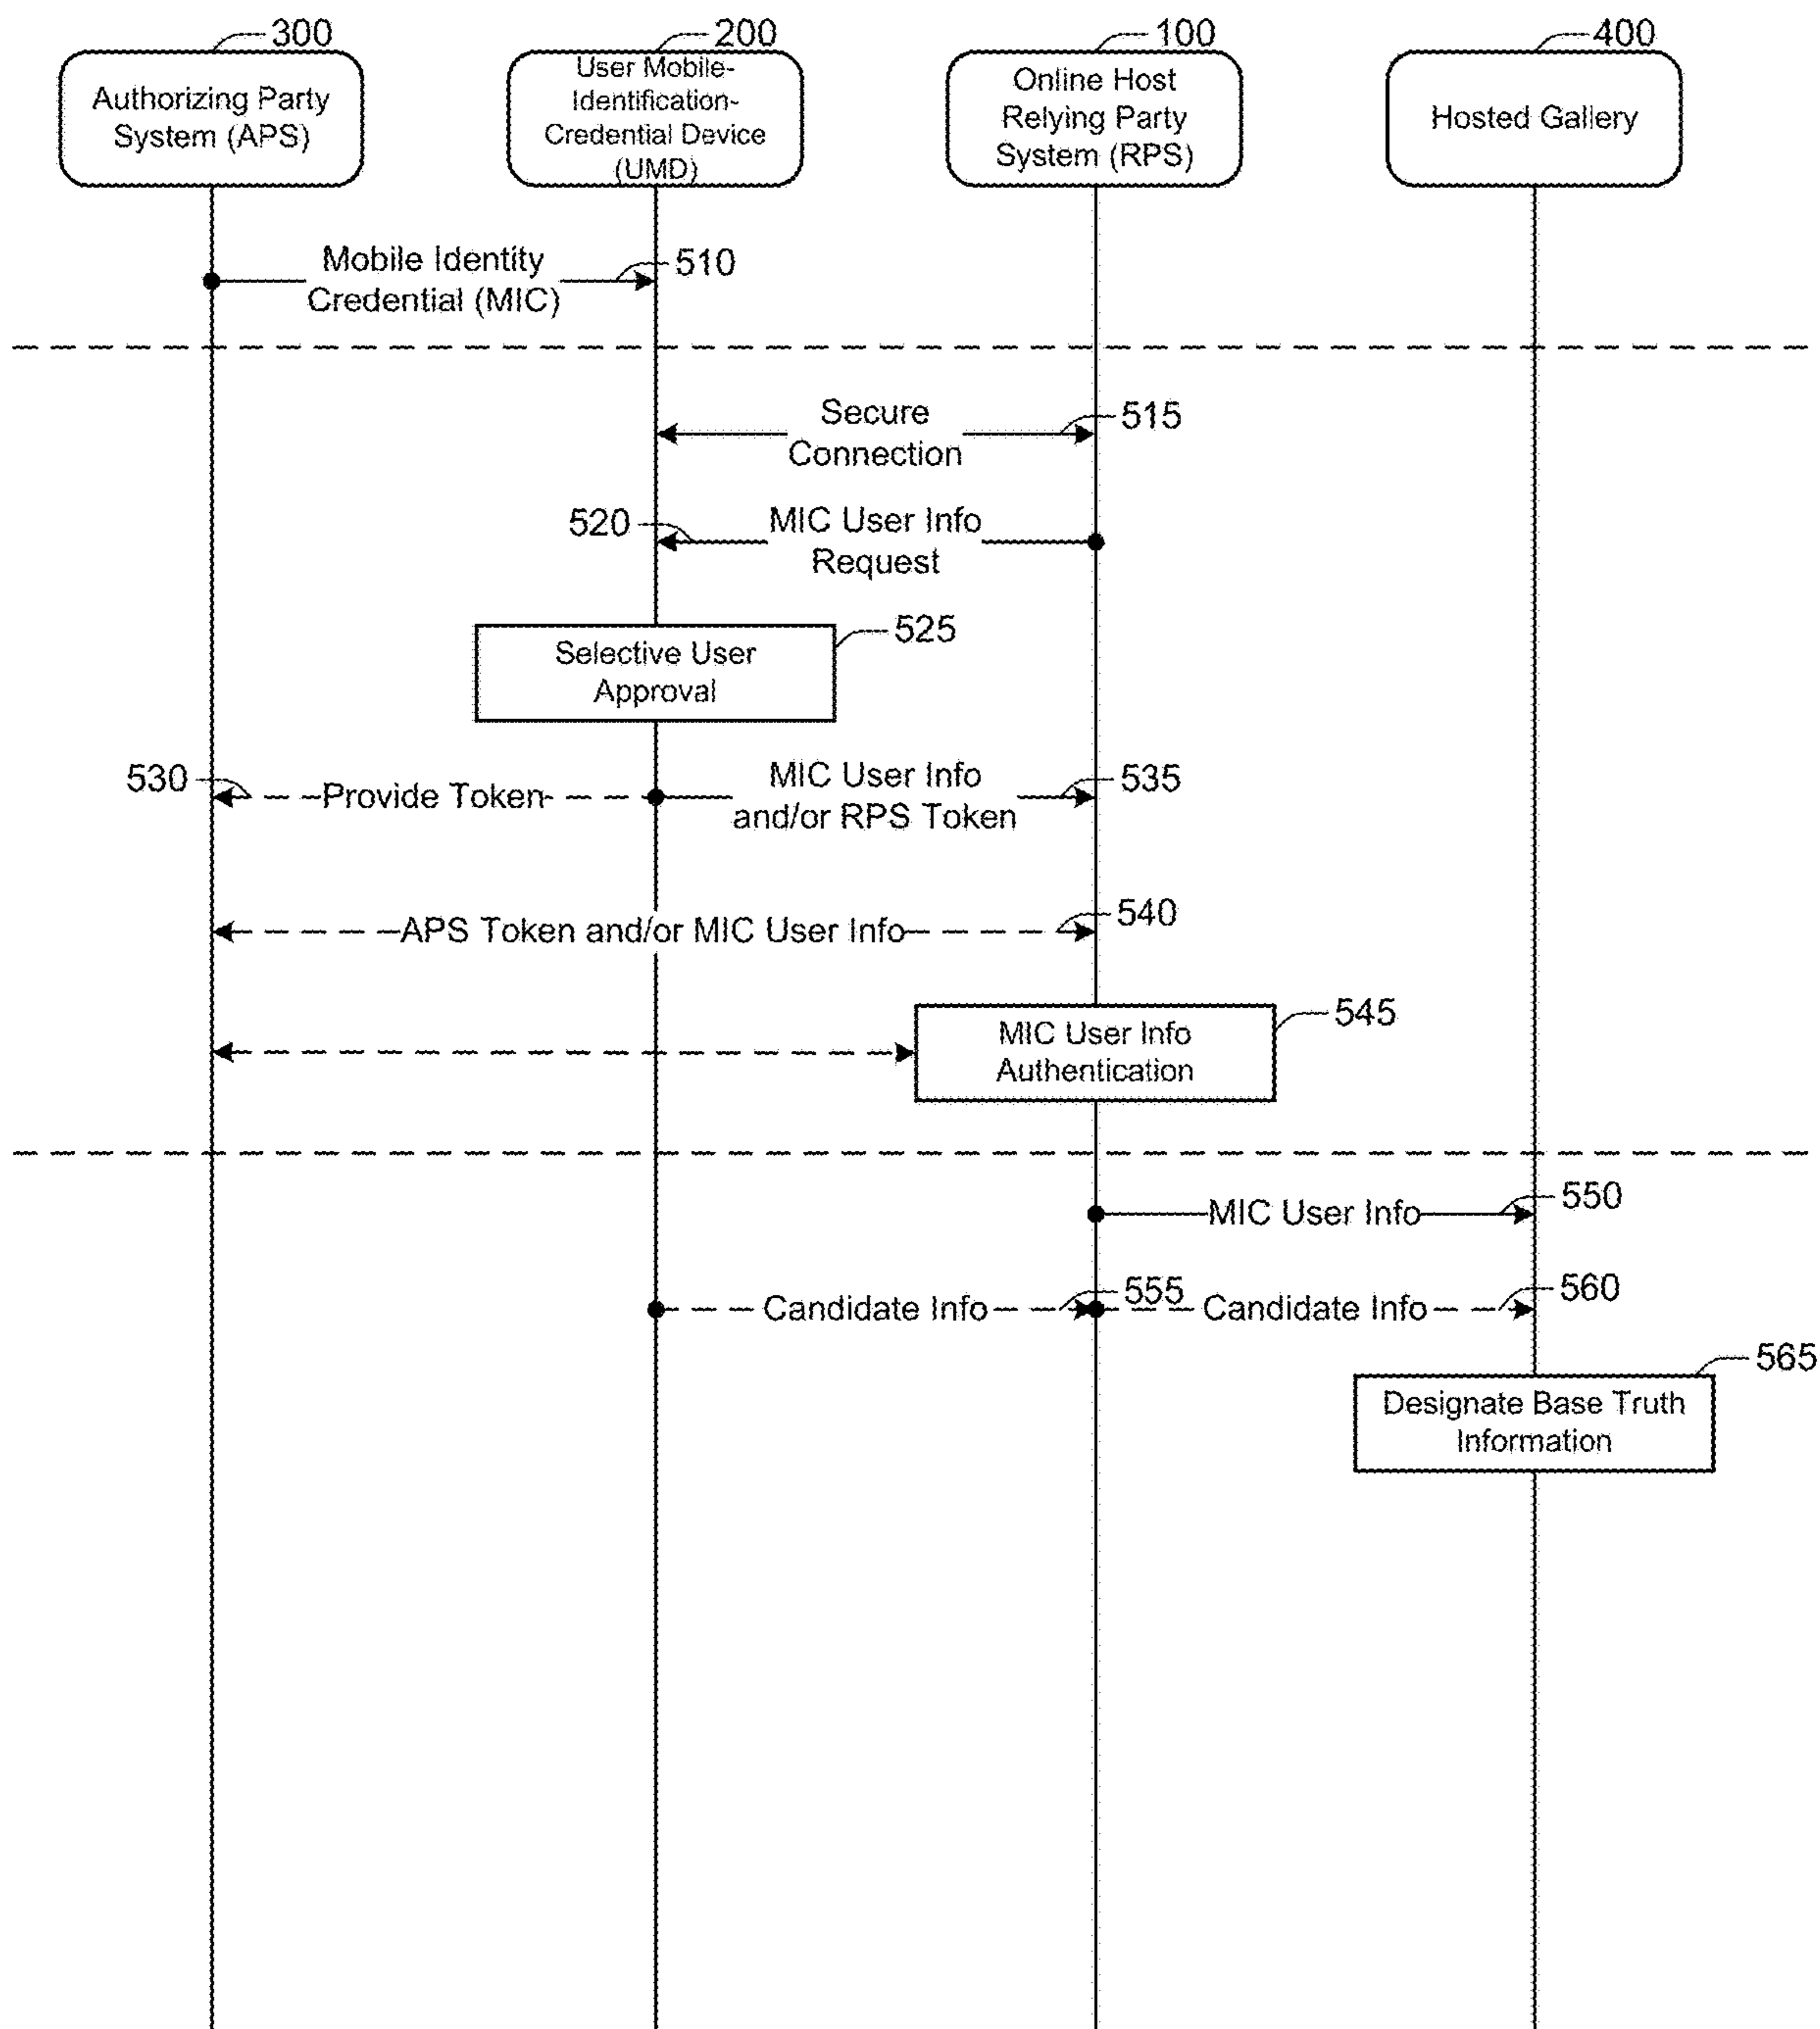 300
200
100
400
Authorizing Party
System (APS)
User Mobile-
Identification-
Credential Device
(UMD)
Online Host
Relying Party
System (RPS)
Hosted Gallery
Mobile Identity
Credential (MIC)
510
Secure
Connection
515
520
MIC User Info
Request
525
Selective User
Approval
530
Provide Token
MIC User Info
and/or RPS Token
535
APS Token and/or MIC User Info
540
545
MIC User Info
Authentication
MIC User Info
550
Candidate Info
555
Candidate Info
560
565
Designate Base Truth
Information